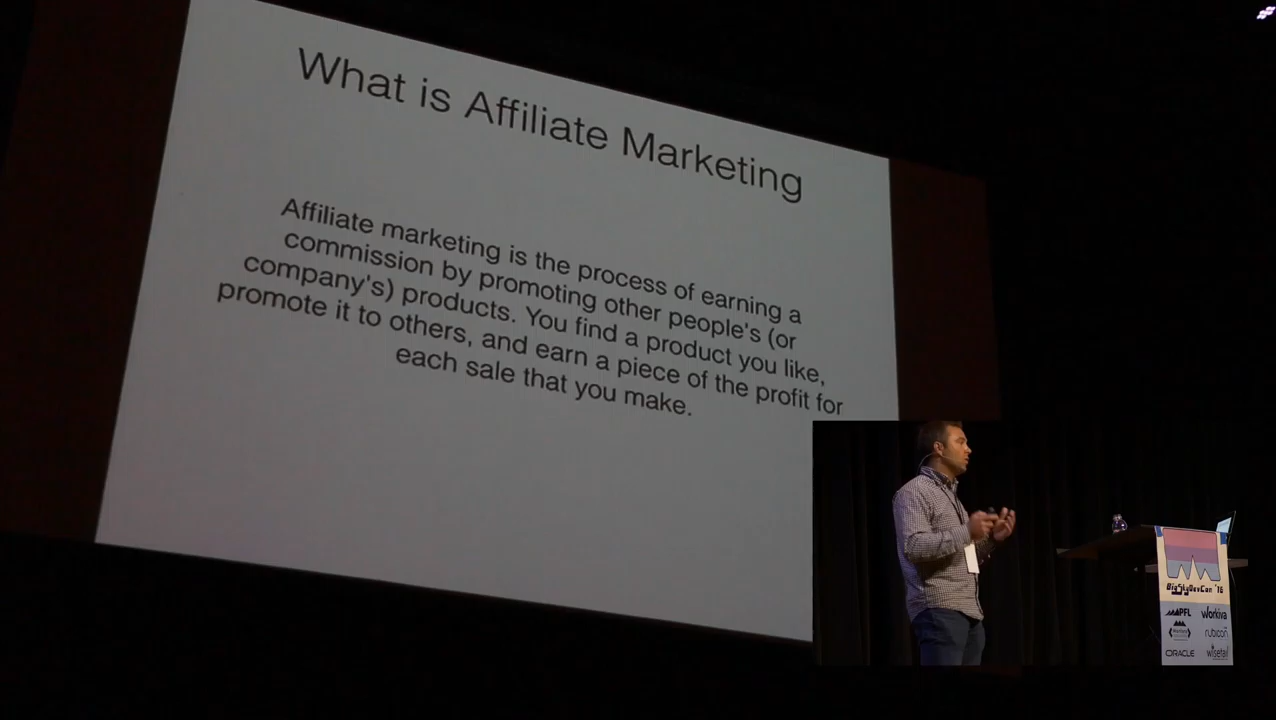 What is Affiliate Marketing
Affiliate marketing is the process of earning a
commission by promoting other people's (or
company's) products. You find a product you like,
promote it to others, and earn a piece of the profit for
each sale that you make.
BigSkyDevCon '16
PFL
workiva
rubicon
ORACLE
wisetail